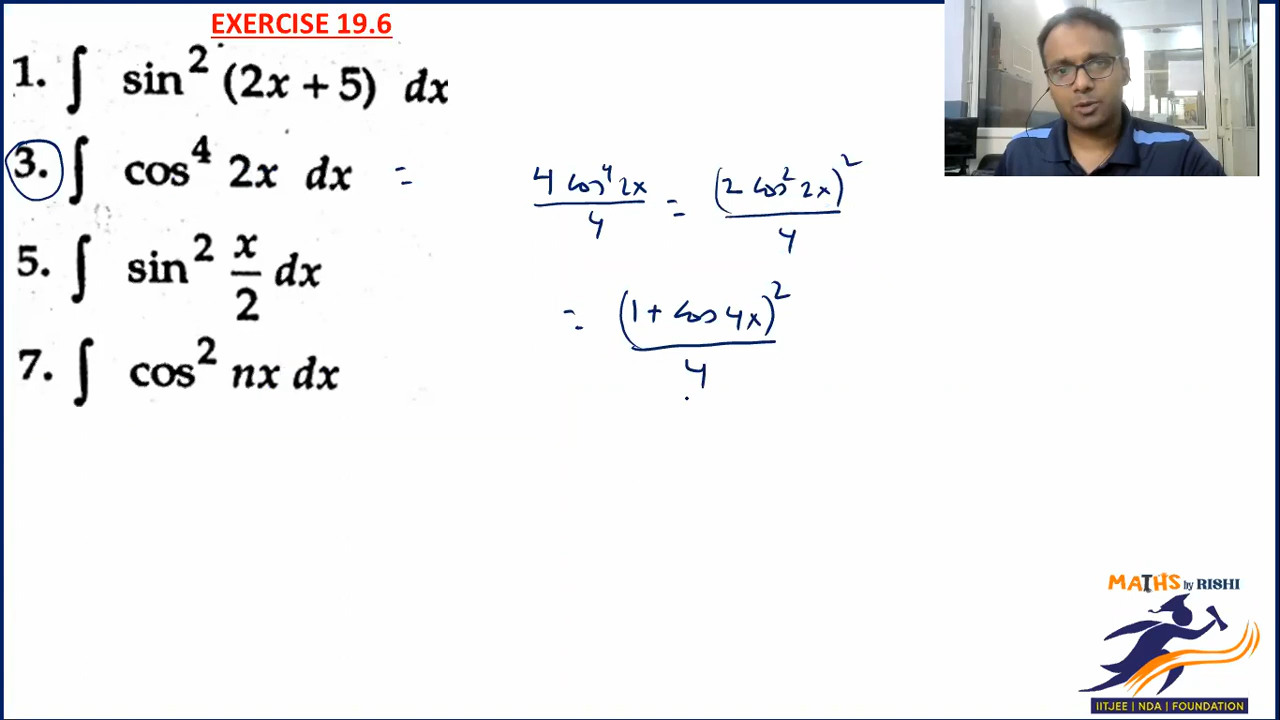 EXERCISE 19.6
1. ∫ sin² (2x + 5) dx
3. ∫ cos⁴ 2x dx =
4 cos⁴ 2x / 4 = (2 cos² 2x)² / 4
= (1 + cos 4x)² / 4
5. ∫ sin² x/2 dx
7. ∫ cos² nx dx
MATHS by RISHI
IITJEE | NDA | FOUNDATION